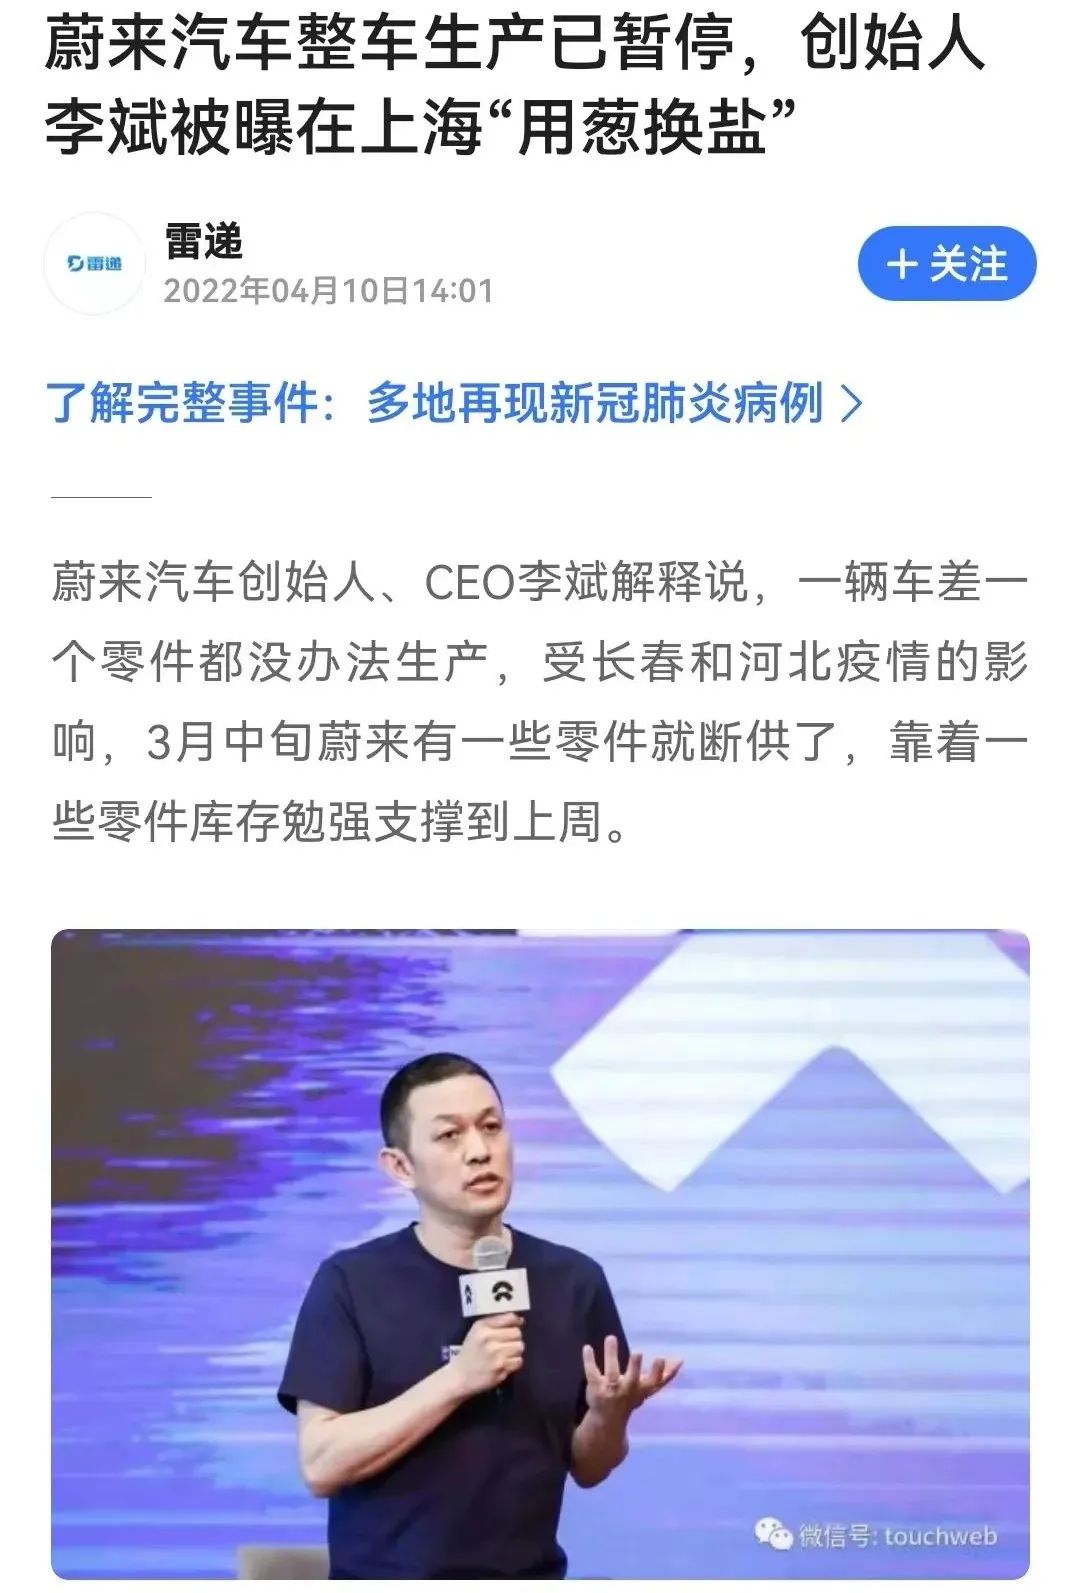 蔚来汽车整车生产已暂停，创始人
李斌被曝在上海“用葱换盐”
雷递
雷递
2022年04月10日14:01
＋关注
了解完整事件：多地再现新冠肺炎病例
蔚来汽车创始人、CEO李斌解释说，一辆车差一
个零件都没办法生产，受长春和河北疫情的影
响，3月中旬蔚来有一些零件就断供了，靠着一
些零件库存勉强支撑到上周。
微信号: touchweb